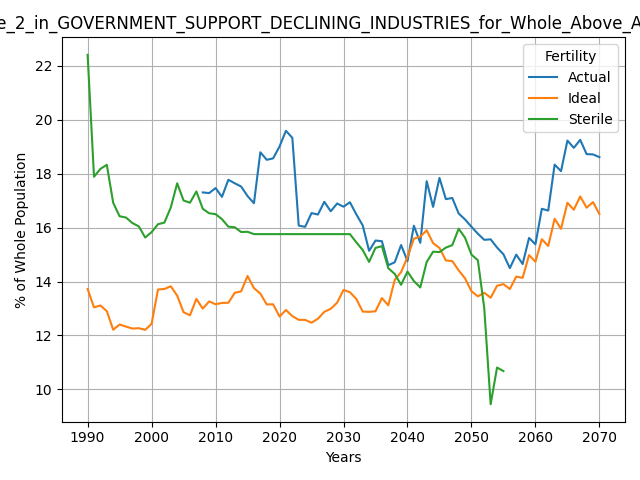 e_2_in_GOVERNMENT_SUPPORT_DECLINING_INDUSTRIES_for_Whole_Above_A
Fertility
Actual
Ideal
Sterile
% of Whole Population
22
20
18
16
14
12
10
1990 2000 2010 2020 2030 2040 2050 2060 2070
Years